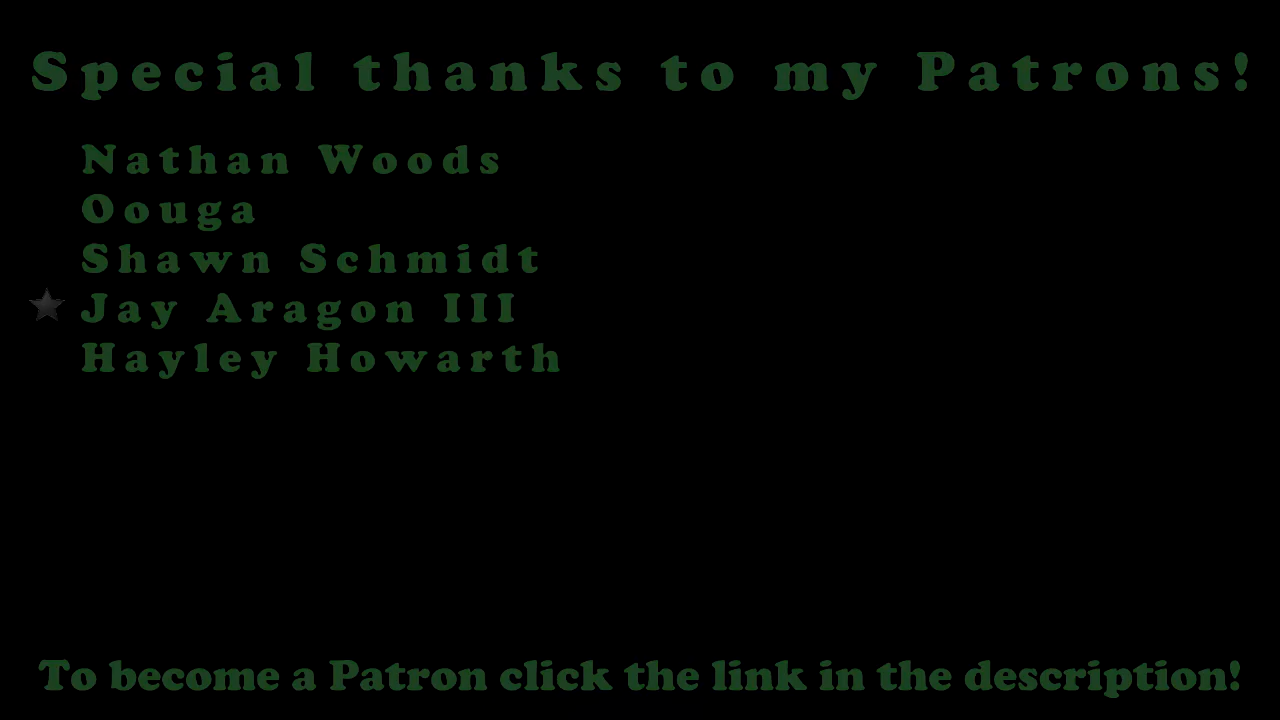 Special thanks to my Patrons!
Nathan Woods
Oouga
Shawn Schmidt
Jay Aragon III
Hayley Howarth
To become a Patron click the link in the description!